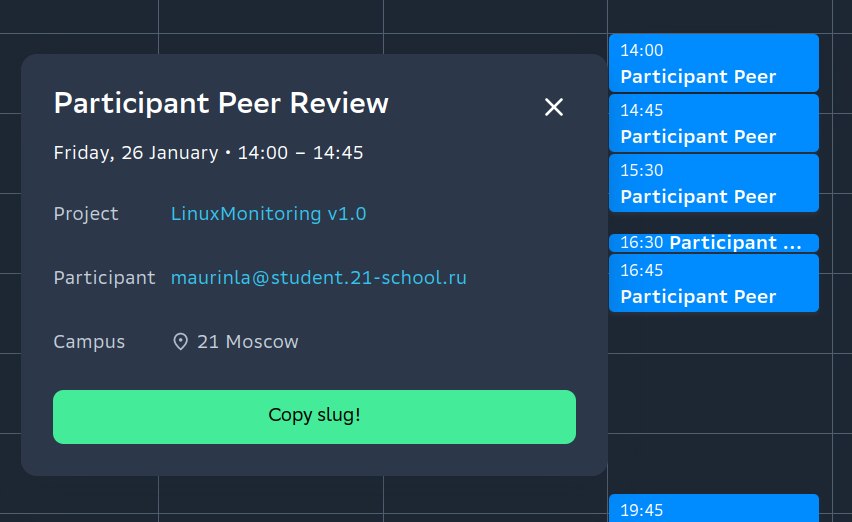 Participant Peer Review
Friday, 26 January • 14:00 – 14:45
Project LinuxMonitoring v1.0
Participant maurinla@student.21-school.ru
Campus 21 Moscow
Copy slug!
14:00
Participant Peer
14:45
Participant Peer
15:30
Participant Peer
16:30 Participant ...
16:45
Participant Peer
19:45